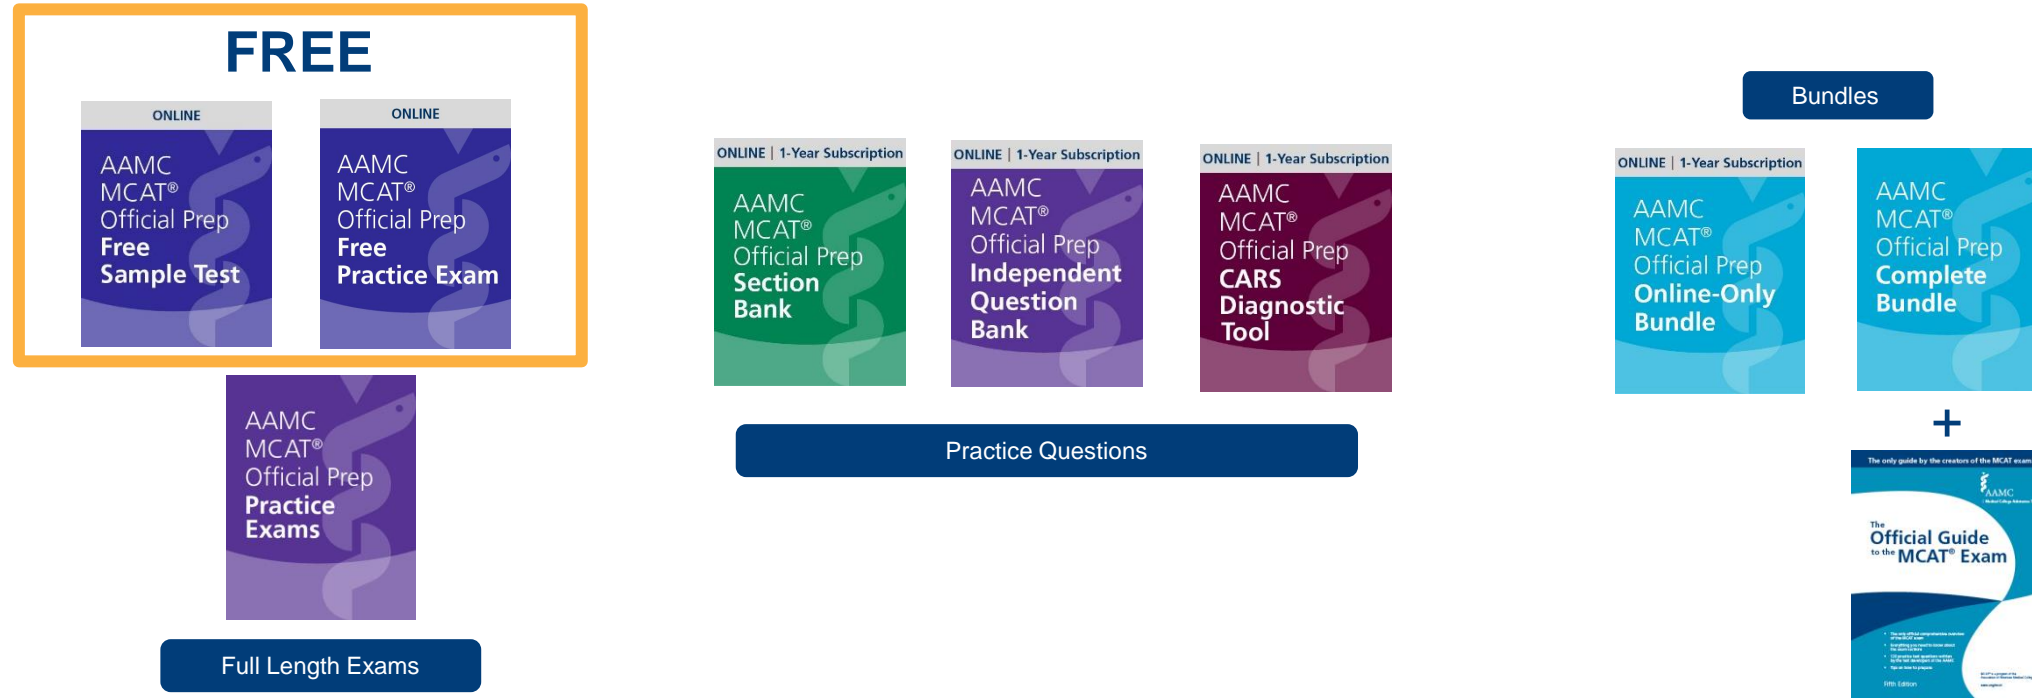 FREE
ONLINE
AAMC
MCAT®
Official Prep
Free
Sample Test
ONLINE
AAMC
MCAT®
Official Prep
Free
Practice Exam
AAMC
MCAT®
Official Prep
Practice
Exams
Full Length Exams
ONLINE | 1-Year Subscription
AAMC
MCAT®
Official Prep
Section
Bank
ONLINE | 1-Year Subscription
AAMC
MCAT®
Official Prep
Independent
Question
Bank
ONLINE | 1-Year Subscription
AAMC
MCAT®
Official Prep
CARS
Diagnostic
Tool
Practice Questions
Bundles
ONLINE | 1-Year Subscription
AAMC
MCAT®
Official Prep
Online-Only
Bundle
AAMC
MCAT®
Official Prep
Complete
Bundle
+
The only guide by the creators of the MCAT exam
AAMC
The
Official Guide
to the MCAT® Exam
Fifth Edition